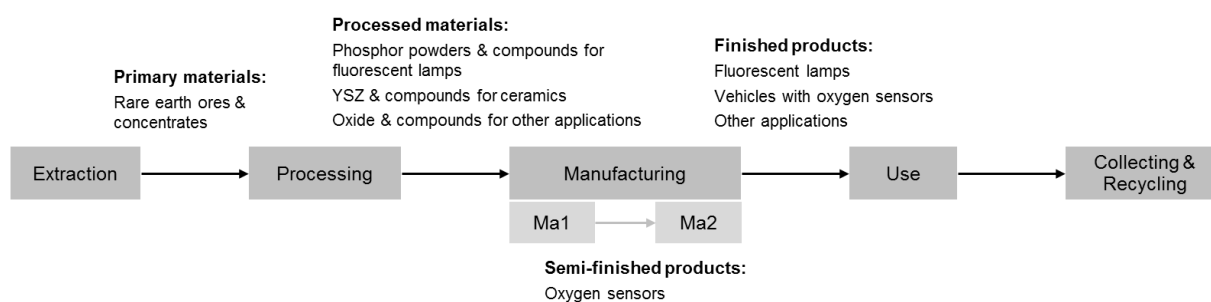 Primary materials:
Rare earth ores &
concentrates
Processed materials:
Phosphor powders & compounds for
fluorescent lamps
YSZ & compounds for ceramics
Oxide & compounds for other applications
Finished products:
Fluorescent lamps
Vehicles with oxygen sensors
Other applications
Extraction
Processing
Manufacturing
Use
Collecting &
Recycling
Ma1
Ma2
Semi-finished products:
Oxygen sensors